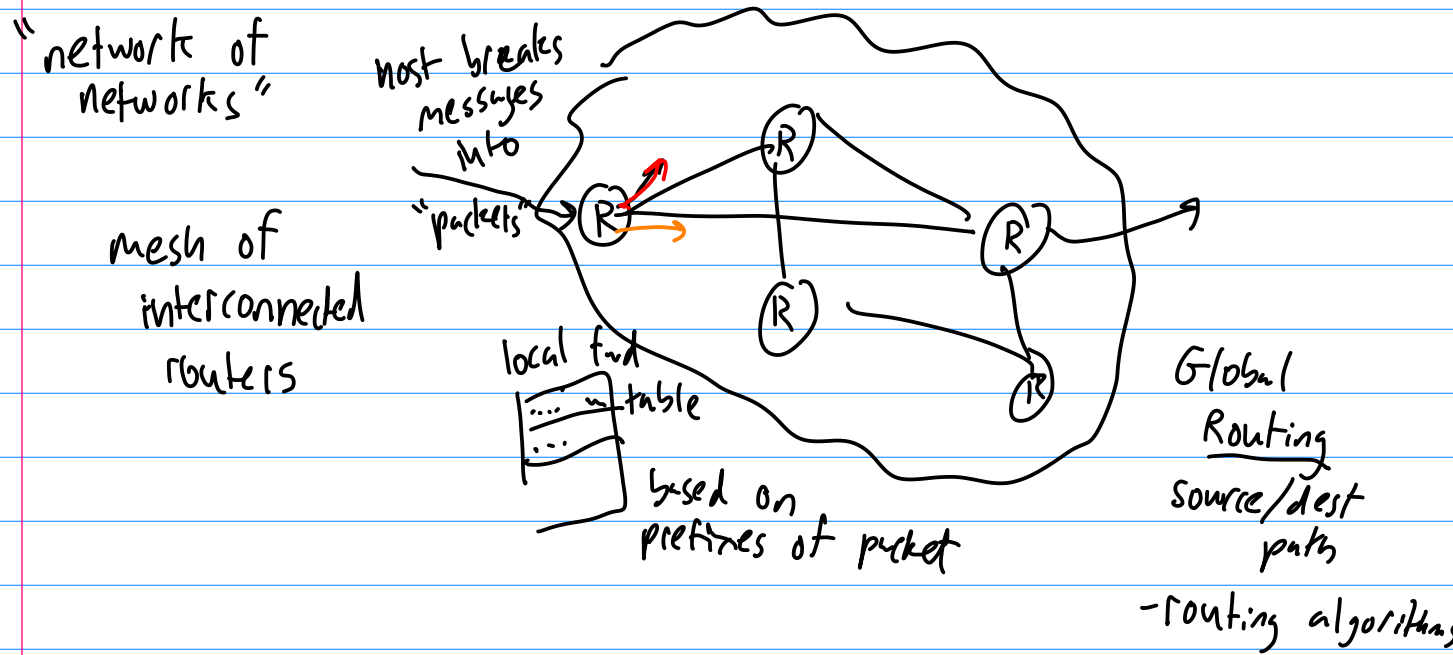 "network of
networks"
host breaks
messages
into
"packets"
mesh of
interconnected
routers
R
R
R
R
R
local fwd
table
...
...
based on
prefixes of packet
Global
Routing
source/dest
path
-routing algorithms